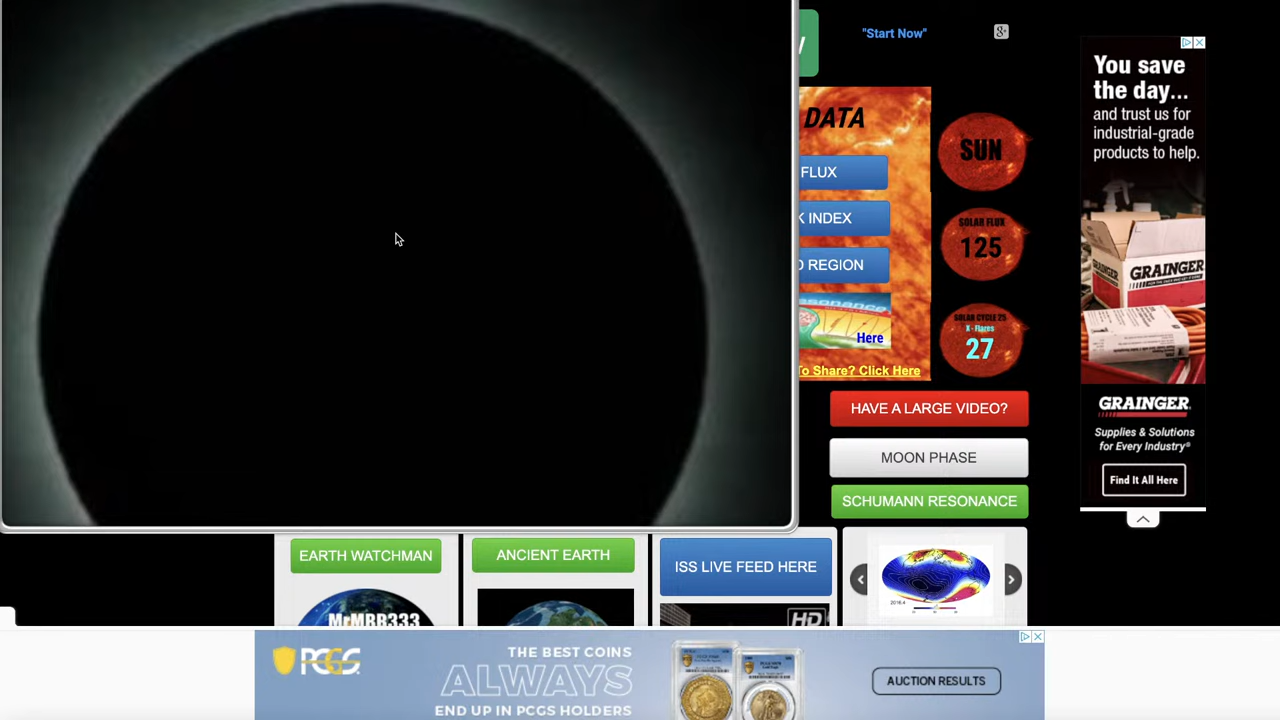 "Start Now"
DATA
FLUX
K INDEX
REGION
Here
To Share? Click Here
SUN
SOLAR FLUX
125
SOLAR CYCLE 25
X - Flares
27
HAVE A LARGE VIDEO?
MOON PHASE
SCHUMANN RESONANCE
You save
the day...
and trust us for
industrial-grade
products to help.
GRAINGER
GRAINGER
GRAINGER
Supplies & Solutions
for Every Industry®
Find It All Here
EARTH WATCHMAN
MrMBB333
ANCIENT EARTH
ISS LIVE FEED HERE
HD
2016.4
PCGS
THE BEST COINS
ALWAYS
END UP IN PCGS HOLDERS
AUCTION RESULTS